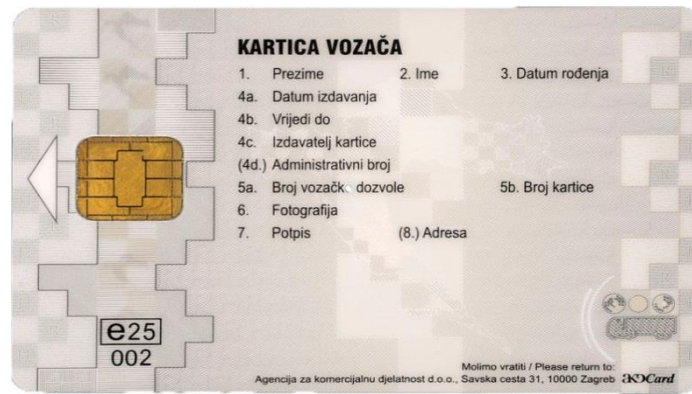 KARTICA VOZAČA
1. Prezime 2. Ime 3. Datum rođenja
4a. Datum izdavanja
4b. Vrijedi do
4c. Izdavatelj kartice
(4d.) Administrativni broj
5a. Broj vozačke dozvole 5b. Broj kartice
6. Fotografija
7. Potpis (8.) Adresa
e25
002
Molimo vratiti / Please return to:
Agencija za komercijalnu djelatnost d.o.o., Savska cesta 31, 10000 Zagreb AKDCard